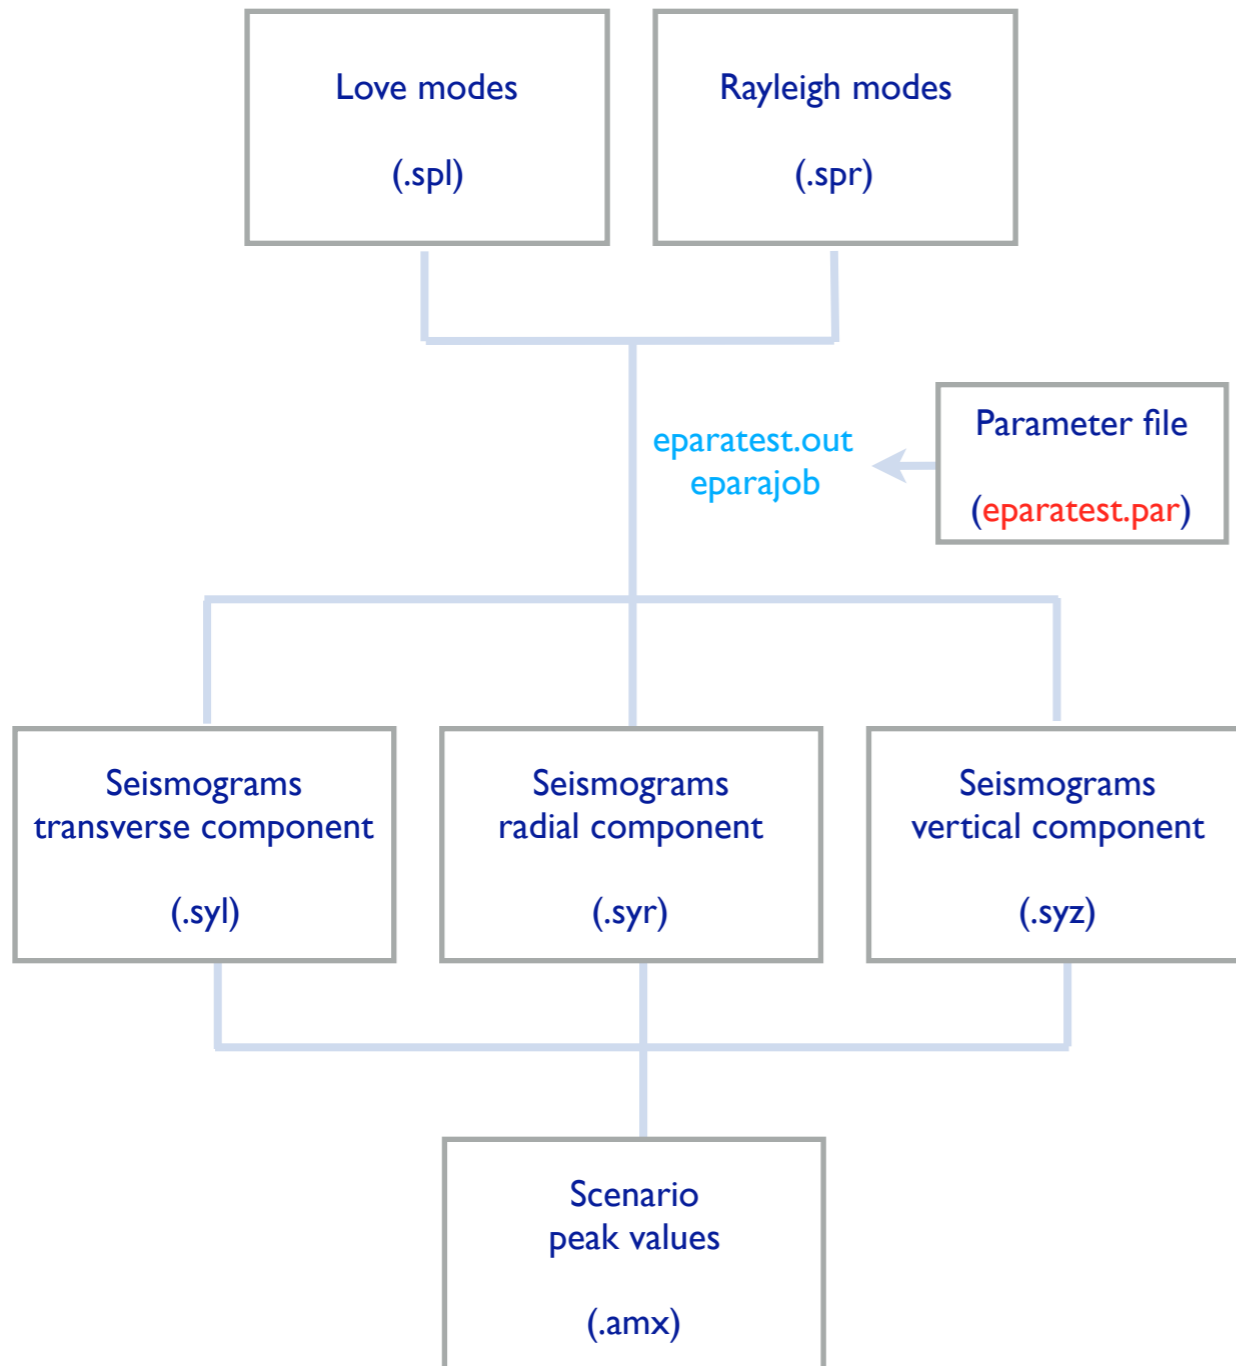 Love modes
(.spl)
Rayleigh modes
(.spr)
eparatest.out
eparajob
Parameter file
(eparatest.par)
Seismograms
transverse component
(.syl)
Seismograms
radial component
(.syr)
Seismograms
vertical component
(.syz)
Scenario
peak values
(.amx)